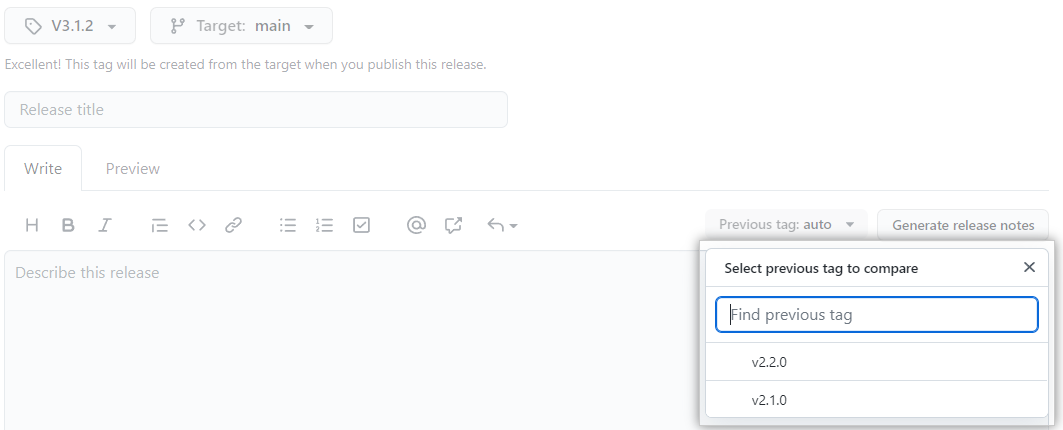 V3.1.2
Target: main
Excellent! This tag will be created from the target when you publish this release.
Release title
Write Preview
H B I
Previous tag: auto
Generate release notes
Describe this release
Select previous tag to compare
Find previous tag
v2.2.0
v2.1.0